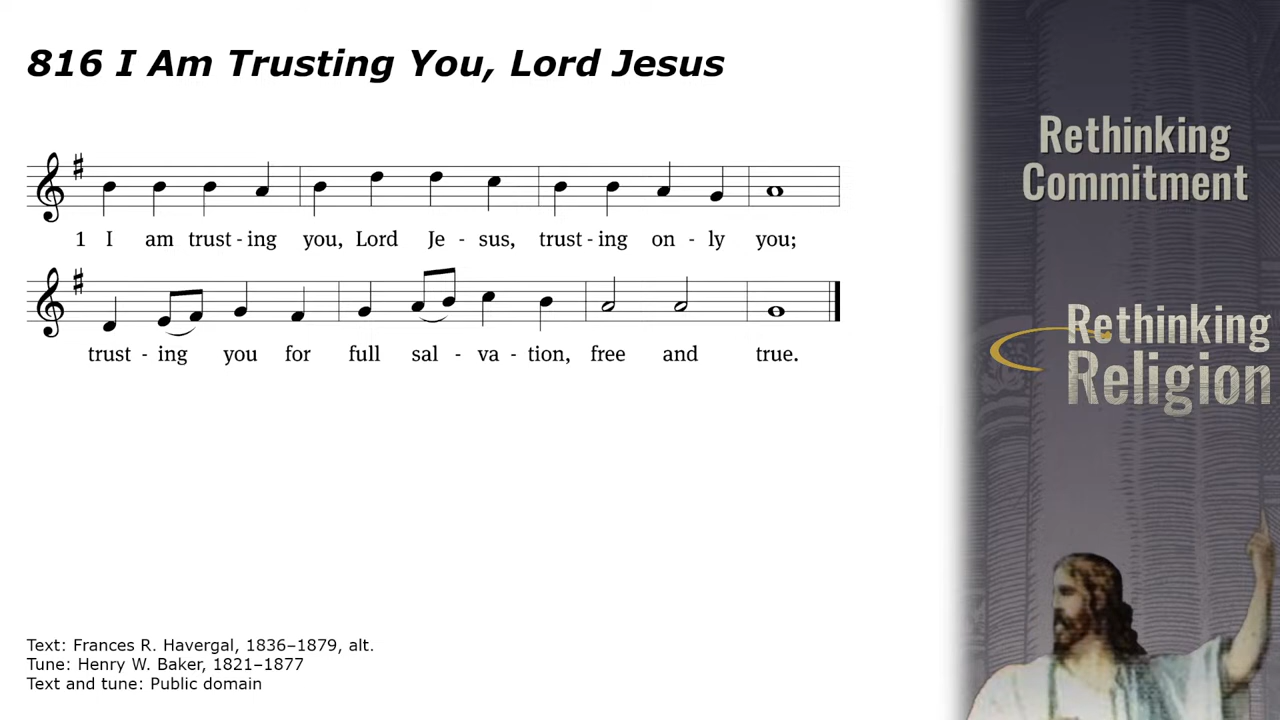 816 I Am Trusting You, Lord Jesus
1 I am trust - ing you, Lord Je - sus, trust - ing on - ly you;
trust - ing you for full sal - va - tion, free and true.
Text: Frances R. Havergal, 1836–1879, alt.
Tune: Henry W. Baker, 1821–1877
Text and tune: Public domain
Rethinking
Commitment
Rethinking
Religion